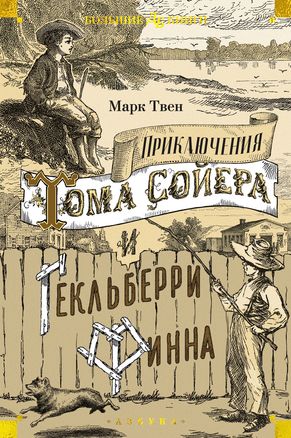 БОЛЬШИЕ КНИГИ
Марк Твен
ПРИКЛЮЧЕНИЯ
ТОМА СОЙЕРА
И
ГЕКЛЬБЕРРИ
ФИННА
АЗБУКА